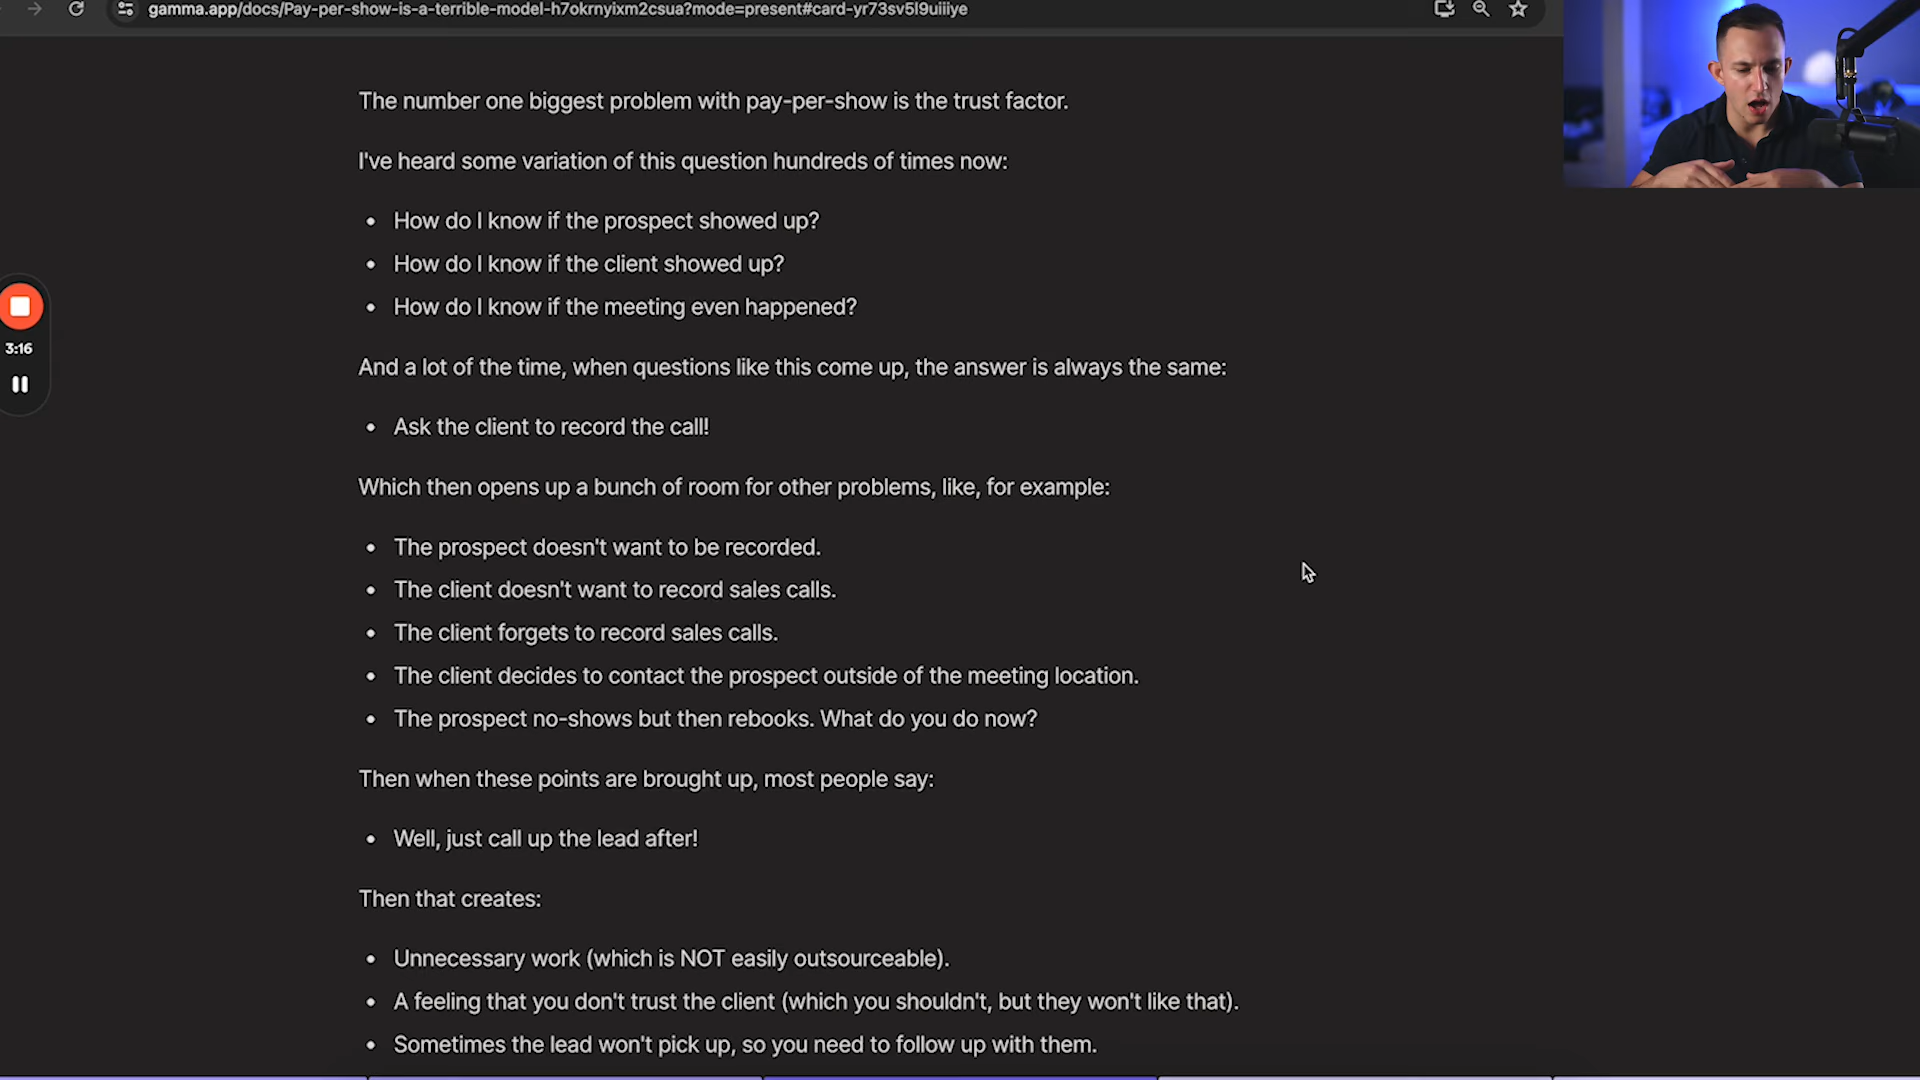 gamma.app/docs/Pay-per-show-is-a-terrible-model-h7okrnyixm2csua?mode=present#card-yr73sv5l9uiiiye
The number one biggest problem with pay-per-show is the trust factor.
I've heard some variation of this question hundreds of times now:
• How do I know if the prospect showed up?
• How do I know if the client showed up?
• How do I know if the meeting even happened?
3:16
And a lot of the time, when questions like this come up, the answer is always the same:
• Ask the client to record the call!
Which then opens up a bunch of room for other problems, like, for example:
• The prospect doesn't want to be recorded.
• The client doesn't want to record sales calls.
• The client forgets to record sales calls.
• The client decides to contact the prospect outside of the meeting location.
• The prospect no-shows but then rebooks. What do you do now?
Then when these points are brought up, most people say:
• Well, just call up the lead after!
Then that creates:
• Unnecessary work (which is NOT easily outsourceable).
• A feeling that you don't trust the client (which you shouldn't, but they won't like that).
• Sometimes the lead won't pick up, so you need to follow up with them.